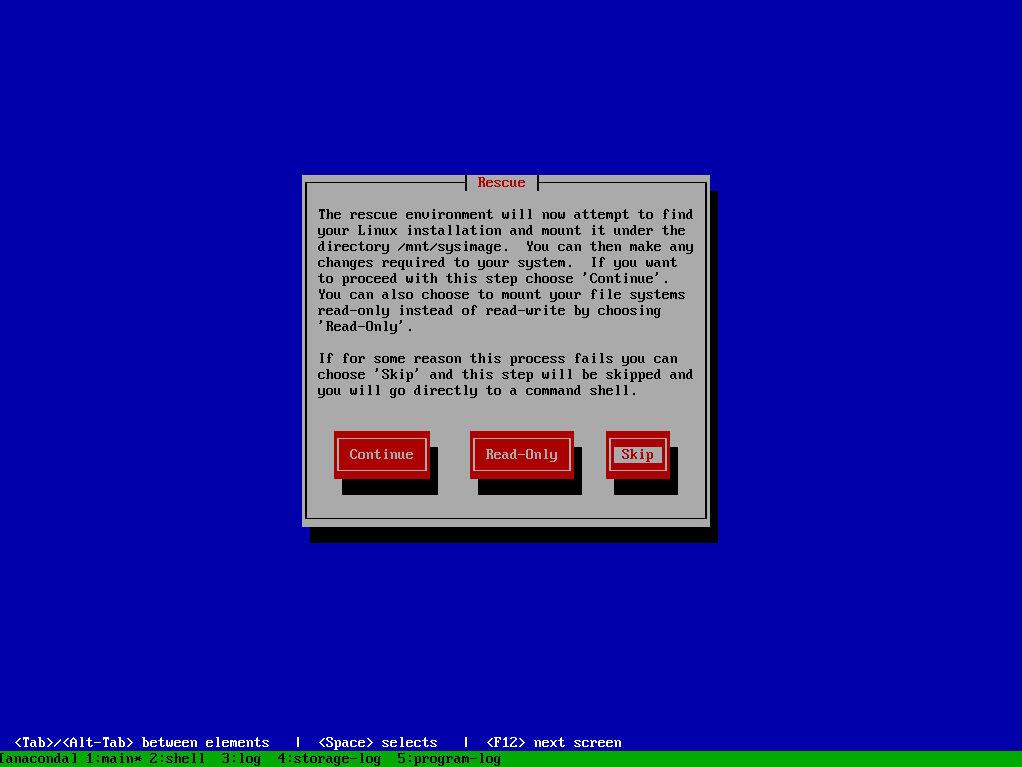 Rescue
The rescue environment will now attempt to find
your Linux installation and mount it under the
directory /mnt/sysimage.  You can then make any
changes required to your system.  If you want
to proceed with this step choose 'Continue'.
You can also choose to mount your file systems
read-only instead of read-write by choosing
'Read-Only'.
If for some reason this process fails you can
choose 'Skip' and this step will be skipped and
you will go directly to a command shell.
Continue Read-Only Skip
<Tab>/<Alt-Tab> between elements   |  <Space> selects   |  <F12> next screen
[anaconda] 1:main* 2:shell  3:log  4:storage-log  5:program-log